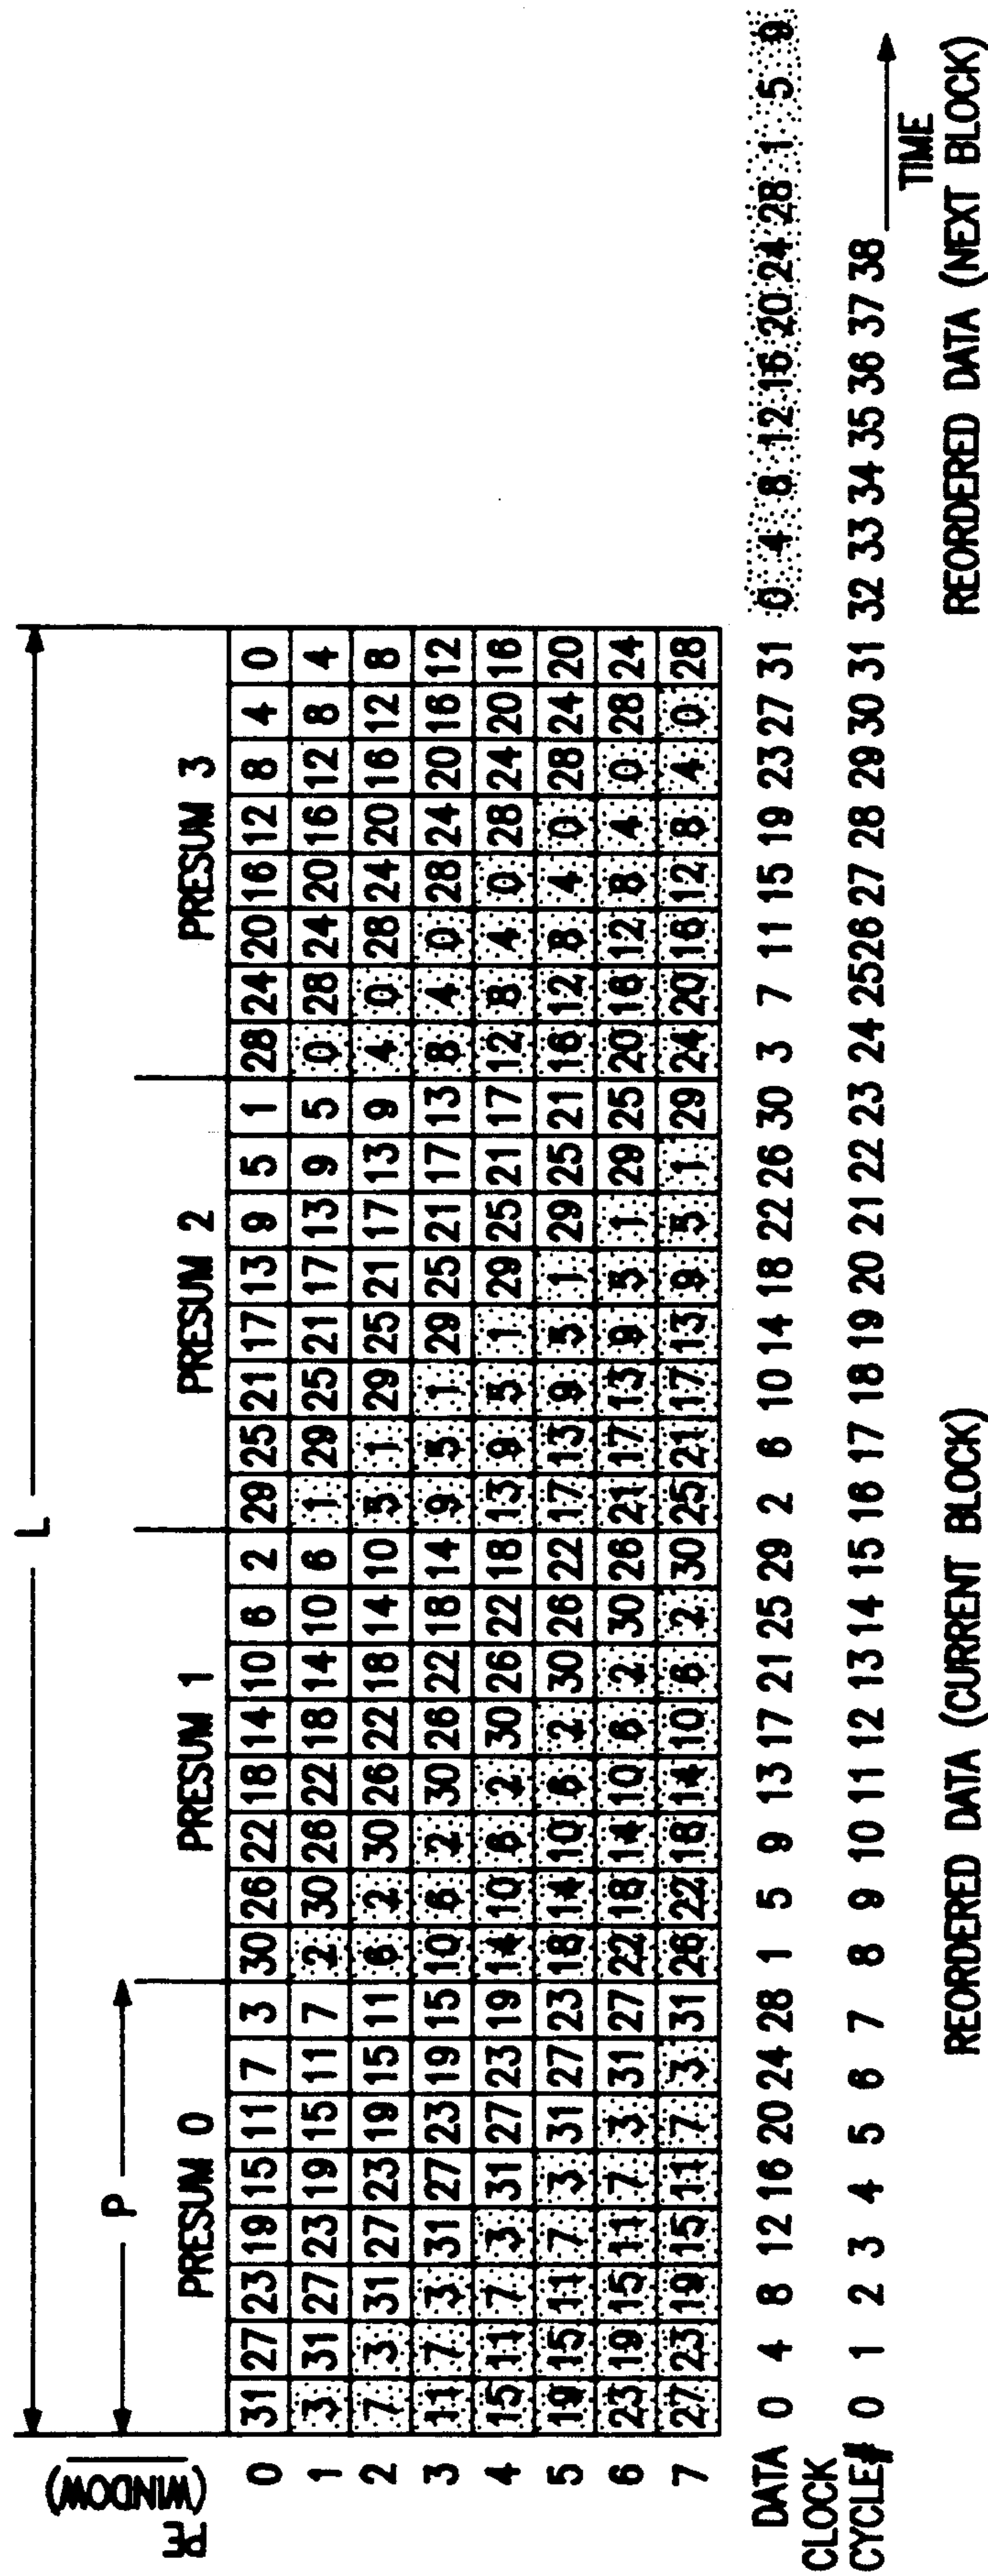 L
P
PE
(WINDOW)
PRESUM 0 PRESUM 1 PRESUM 2 PRESUM 3
0 31 27 23 19 15 11 7 3 30 26 22 18 14 10 6 2 29 25 21 17 13 9 5 1 28 24 20 16 12 8 4 0
1 3 31 27 23 19 15 11 7 2 30 26 22 18 14 10 6 1 29 25 21 17 13 9 5 0 28 24 20 16 12 8 4
2 7 3 31 27 23 19 15 11 6 2 30 26 22 18 14 10 5 1 29 25 21 17 13 9 4 0 28 24 20 16 12 8
3 11 7 3 31 27 23 19 15 10 6 2 30 26 22 18 14 9 5 1 29 25 21 17 13 8 4 0 28 24 20 16 12
4 15 11 7 3 31 27 23 19 14 10 6 2 30 26 22 18 13 9 5 1 29 25 21 17 12 8 4 0 28 24 20 16
5 19 15 11 7 3 31 27 23 18 14 10 6 2 30 26 22 17 13 9 5 1 29 25 21 16 12 8 4 0 28 24 20
6 23 19 15 11 7 3 31 27 22 18 14 10 6 2 30 26 21 17 13 9 5 1 29 25 20 16 12 8 4 0 28 24
7 27 23 19 15 11 7 3 31 26 22 18 14 10 6 2 30 25 21 17 13 9 5 1 29 24 20 16 12 8 4 0 28
DATA 0 4 8 12 16 20 24 28 1 5 9 13 17 21 25 29 2 6 10 14 18 22 26 30 3 7 11 15 19 23 27 31 0 4 8 12 16 20 24 28 1 5 9
CLOCK
CYCLE# 0 1 2 3 4 5 6 7 8 9 10 11 12 13 14 15 16 17 18 19 20 21 22 23 24 25 26 27 28 29 30 31 32 33 34 35 36 37 38
TIME
REORDERED DATA (CURRENT BLOCK) REORDERED DATA (NEXT BLOCK)